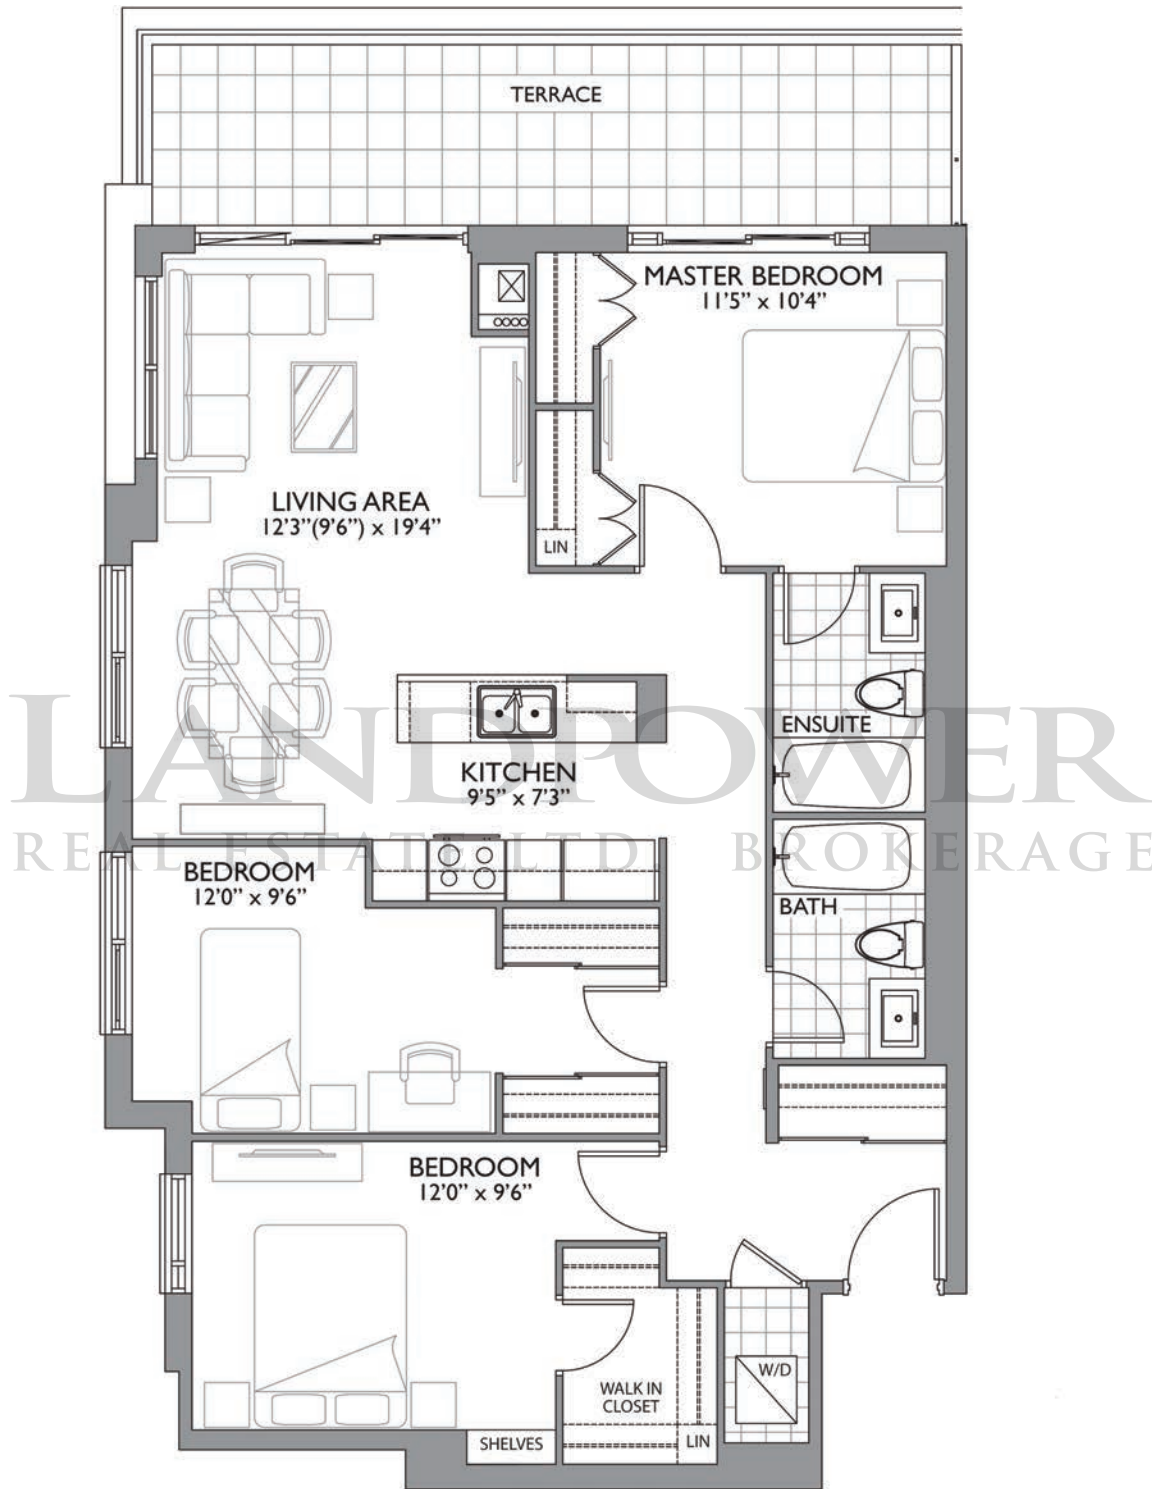 TERRACE
MASTER BEDROOM
11'5” x 10'4”
LIVING AREA
12'3”(9'6”) x 19'4”
LIN
ENSUITE
KITCHEN
9'5” x 7'3”
LANDPOWER
REAL ESTATE LTD. BROKERAGE
BEDROOM
12'0” x 9'6”
BATH
BEDROOM
12'0” x 9'6”
W/D
WALK IN
CLOSET
SHELVES
LIN